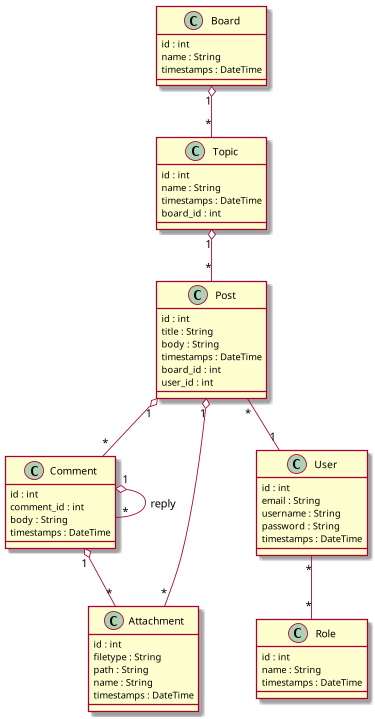 C Board
id : int
name : String
timestamps : DateTime
1
*
C Topic
id : int
name : String
timestamps : DateTime
board_id : int
1
*
C Post
id : int
title : String
body : String
timestamps : DateTime
board_id : int
user_id : int
1
1
*
*
1
C Comment
id : int
comment_id : int
body : String
timestamps : DateTime
1
*
reply
C User
id : int
email : String
username : String
password : String
timestamps : DateTime
1
*
*
*
*
C Attachment
id : int
filetype : String
path : String
name : String
timestamps : DateTime
C Role
id : int
name : String
timestamps : DateTime